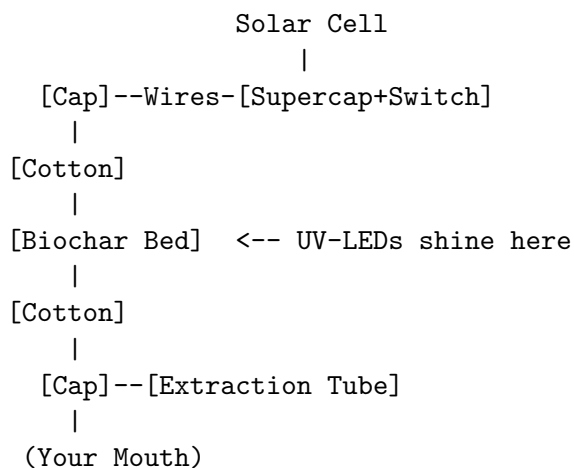 Solar Cell
|
[Cap]--Wires-[Supercap+Switch]
|
[Cotton]
|
[Biochar Bed] <-- UV-LEDs shine here
|
[Cotton]
|
[Cap]--[Extraction Tube]
|
(Your Mouth)